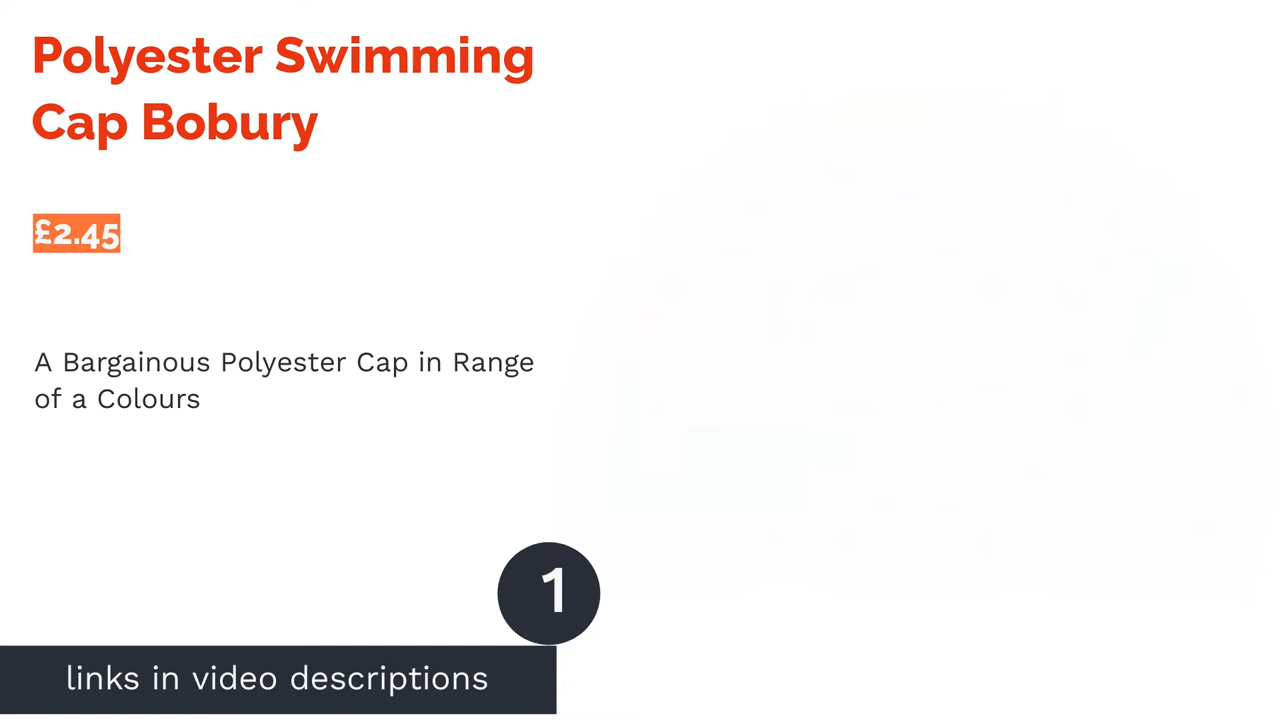 Polyester Swimming
Cap Bobury
£2.45
A Bargainous Polyester Cap in Range
of a Colours
1
links in video descriptions